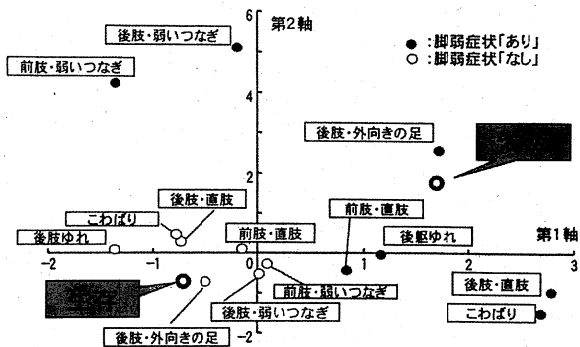 6
第2軸
後肢・弱いつなぎ
●:脚弱症状「あり」
○:脚弱症状「なし」
前肢・弱いつなぎ
4
後肢・外向きの足
2
後肢・直肢
前肢・直肢
こわばり
前肢・直肢
後躯ゆれ
第1軸
後肢ゆれ
-2
-1
0
1
2
3
前肢・弱いつなぎ
後肢・直肢
後肢・弱いつなぎ
こわばり
後肢・外向きの足
-2